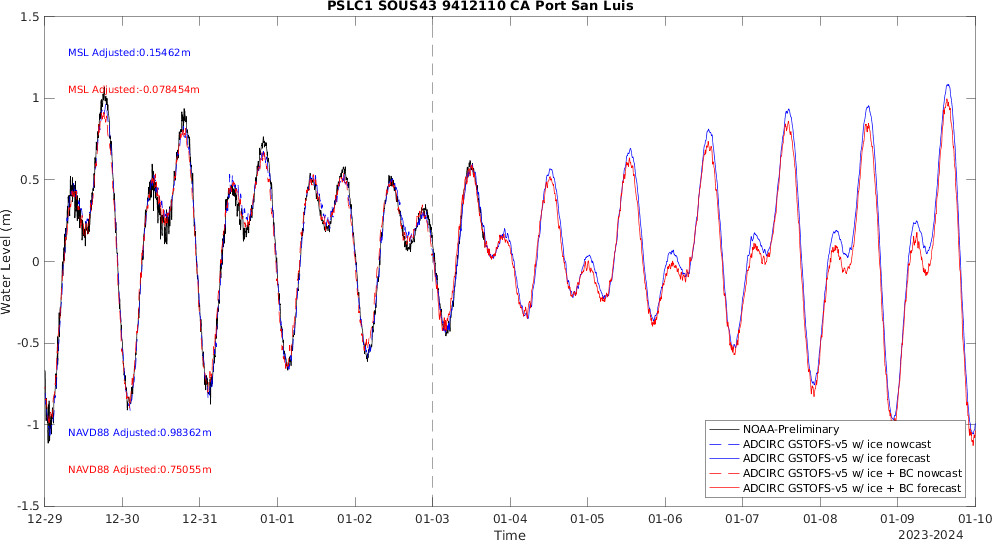 PSLC1 SOUS43 9412110 CA Port San Luis
1.5
1
0.5
0
-0.5
-1
-1.5
Water Level (m)
MSL Adjusted:0.15462m
MSL Adjusted:-0.078454m
NAVD88 Adjusted:0.98362m
NAVD88 Adjusted:0.75055m
NOAA-Preliminary
ADCIRC GSTOFS-v5 w/ ice nowcast
ADCIRC GSTOFS-v5 w/ ice forecast
ADCIRC GSTOFS-v5 w/ ice + BC nowcast
ADCIRC GSTOFS-v5 w/ ice + BC forecast
12-29 12-30 12-31 01-01 01-02 01-03 01-04 01-05 01-06 01-07 01-08 01-09 01-10
Time
2023-2024